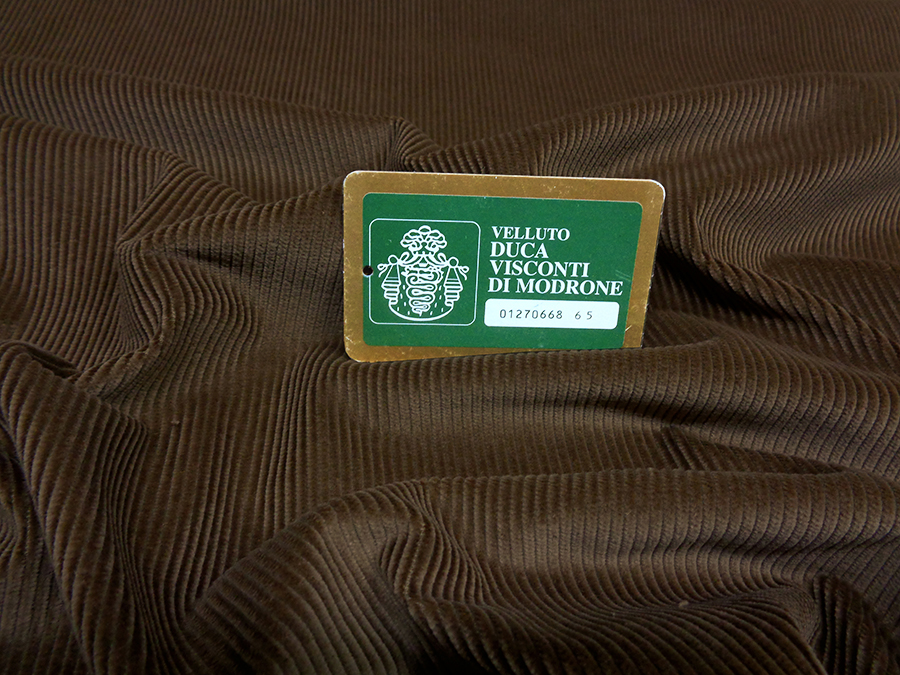 VELLUTO
DUCA
VISCONTI
DI MODRONE
01270668 65